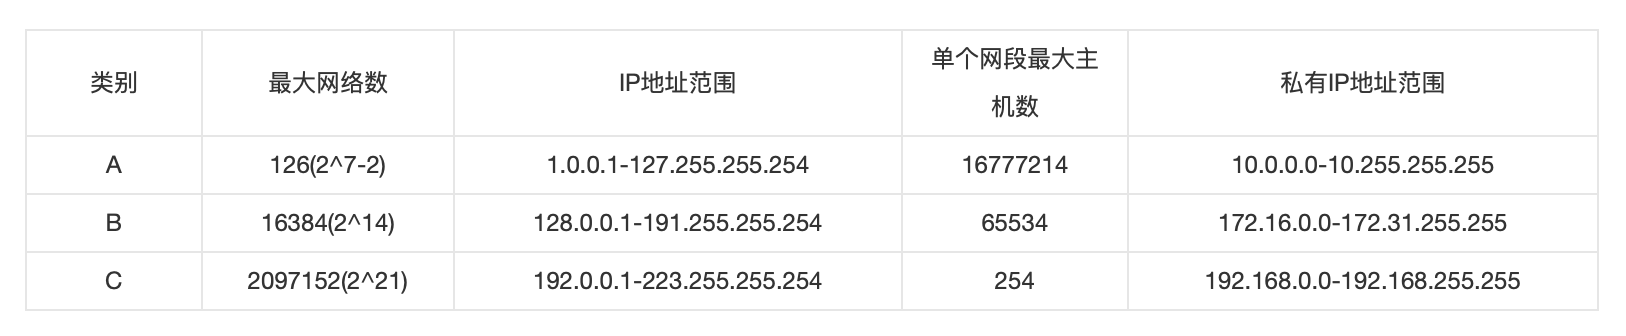 类别 最大网络数 IP地址范围 单个网段最大主
机数 私有IP地址范围
A 126(2^7-2) 1.0.0.1-127.255.255.254 16777214 10.0.0.0-10.255.255.255
B 16384(2^14) 128.0.0.1-191.255.255.254 65534 172.16.0.0-172.31.255.255
C 2097152(2^21) 192.0.0.1-223.255.255.254 254 192.168.0.0-192.168.255.255